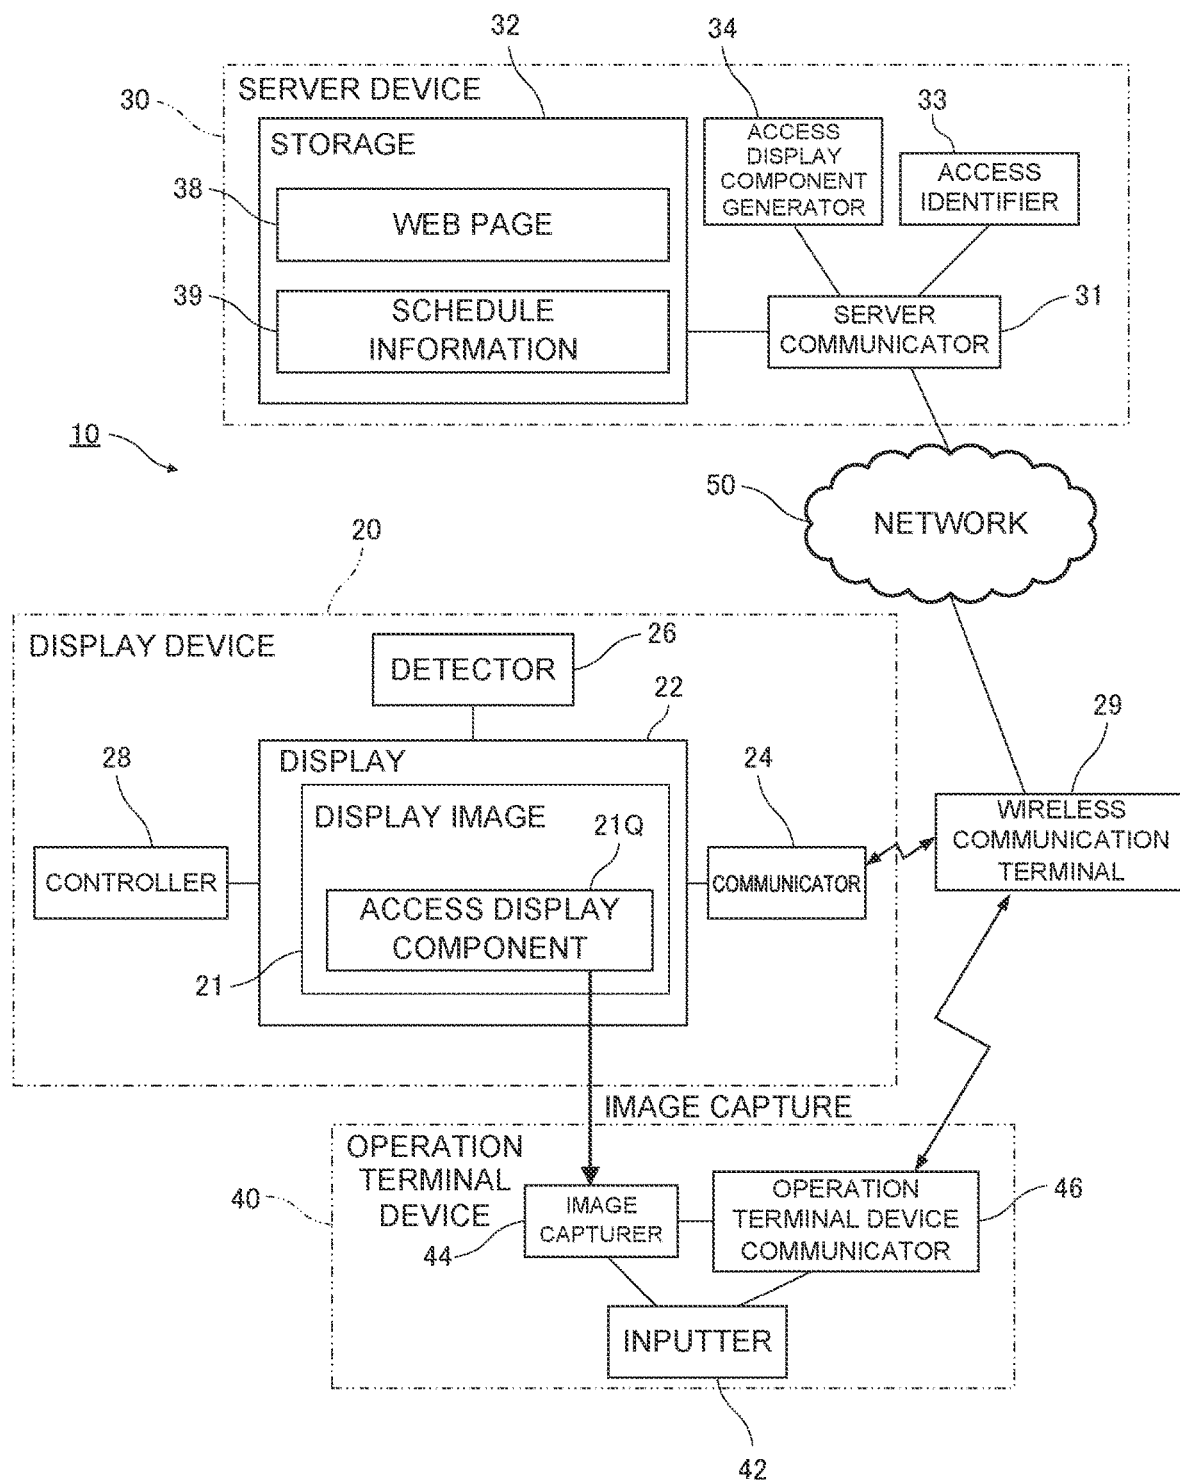 32
34
SERVER DEVICE
30
33
STORAGE
ACCESS
DISPLAY
COMPONENT
GENERATOR
ACCESS
IDENTIFIER
38
WEB PAGE
39
SCHEDULE
INFORMATION
SERVER
COMMUNICATOR
31
10
50
NETWORK
20
DISPLAY DEVICE
DETECTOR
26
22
29
28
DISPLAY
24
DISPLAY IMAGE
21Q
WIRELESS
COMMUNICATION
TERMINAL
CONTROLLER
COMMUNICATOR
ACCESS DISPLAY
COMPONENT
21
IMAGE CAPTURE
OPERATION
TERMINAL
DEVICE
40
44
IMAGE
CAPTURER
OPERATION
TERMINAL DEVICE
COMMUNICATOR
46
INPUTTER
42